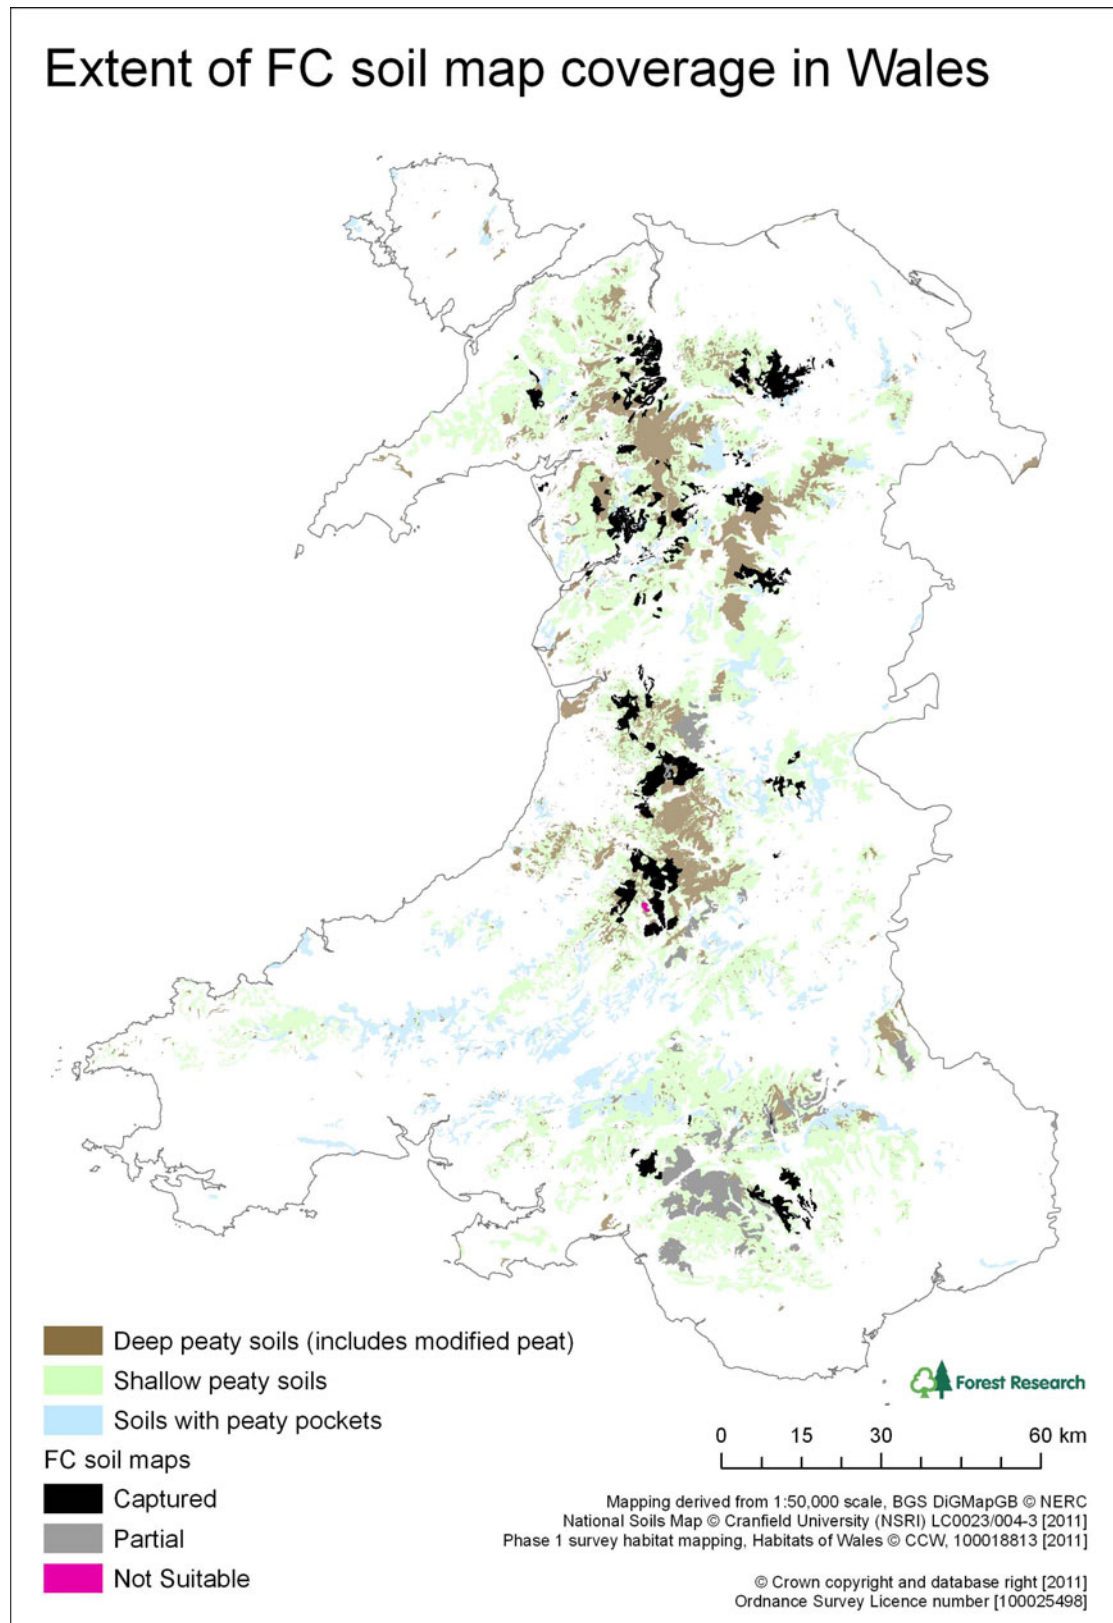 Extent of FC soil map coverage in Wales
Deep peaty soils (includes modified peat)
Shallow peaty soils
Soils with peaty pockets
FC soil maps
Captured
Partial
Not Suitable
Forest Research
0 15 30 60 km
Mapping derived from 1:50,000 scale, BGS DiGMapGB © NERC
National Soils Map © Cranfield University (NSRI) LC0023/004-3 [2011]
Phase 1 survey habitat mapping, Habitats of Wales © CCW, 100018813 [2011]
© Crown copyright and database right [2011]
Ordnance Survey Licence number [100025498]